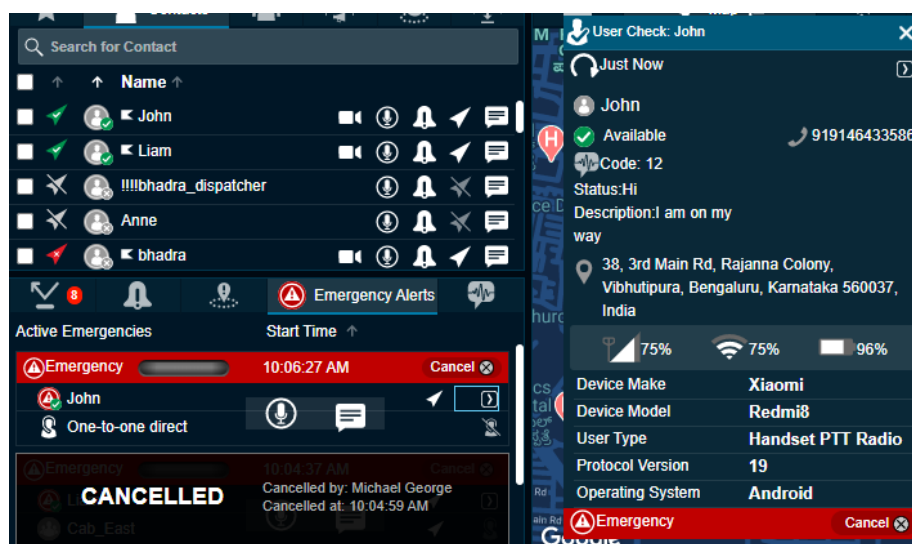 Contacts
Search for Contact
Name
John
Liam
!!!!bhadra_dispatcher
Anne
bhadra
8
Emergency Alerts
Active Emergencies
Start Time
Emergency
10:06:27 AM
Cancel
John
One-to-one direct
Emergency
10:04:37 AM
Cancel
CANCELLED
Cancelled by: Michael George
Cancelled at: 10:04:59 AM
Cab_East
H
Rd
ain Rd
User Check: John
Just Now
John
Available
919146433586
Code: 12
Status:Hi
Description:I am on my
way
38, 3rd Main Rd, Rajanna Colony,
Vibhutipura, Bengaluru, Karnataka 560037,
India
75%
75%
96%
Device Make
Xiaomi
Device Model
Redmi8
User Type
Handset PTT Radio
Protocol Version
19
Operating System
Android
Emergency
Cancel